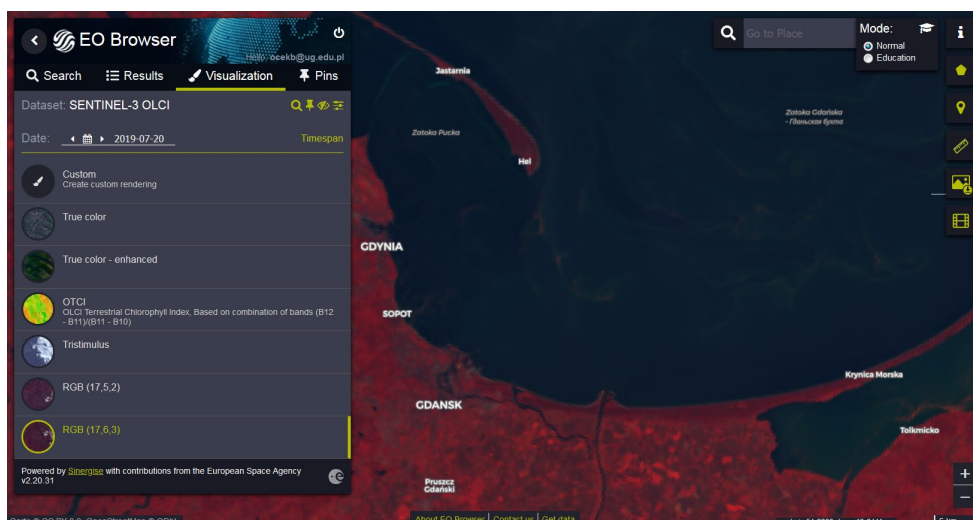 EO Browser
ocekb@ug.edu.pl
Search
Results
Visualization
Pins
Dataset: SENTINEL-3 OLCI
Date:
2019-07-20
Timespan
Custom
Create custom rendering
True color
True color - enhanced
OTCI
OLCI Terrestrial Chlorophyll Index, Based on combination of bands (B12
- B11)/(B11 - B10)
Tristimulus
RGB (17,5,2)
RGB (17,6,3)
Powered by Sinergise with contributions from the European Space Agency
v2.20.31
Go to Place
Mode:
Normal
Education
Jastarnia
Zatoka Pucka
Hel
Zatoka Gdańska
- Гданьская бухта
GDYNIA
SOPOT
GDANSK
Krynica Morska
Tolkmicko
Pruszcz
Gdański
About EO Browser | Contact us | Get data